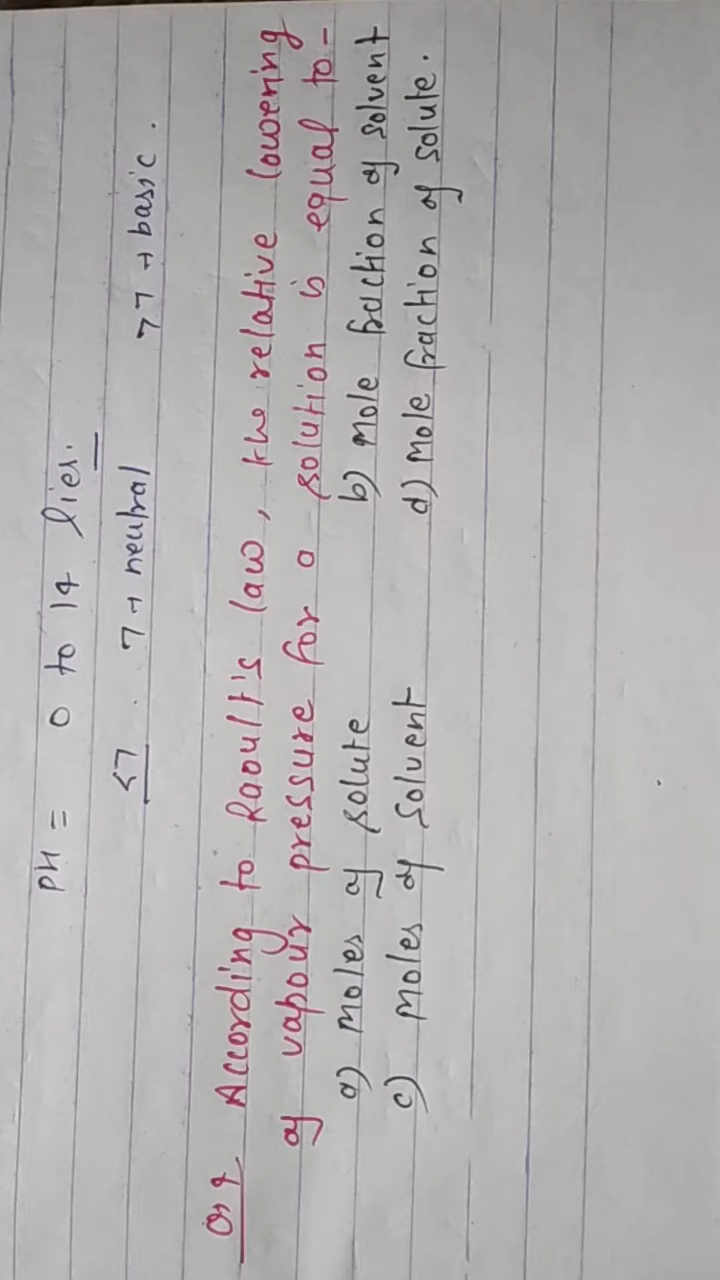 PH = 0 to 14 lies.
<7 . 7 → neutral >7 → basic .
According to Raoult's law, the relative lowering
of vapour pressure for a solution is equal to-
a) Moles of solute b) Mole fraction of solvent
c) Moles of solvent d) Mole fraction of solute.